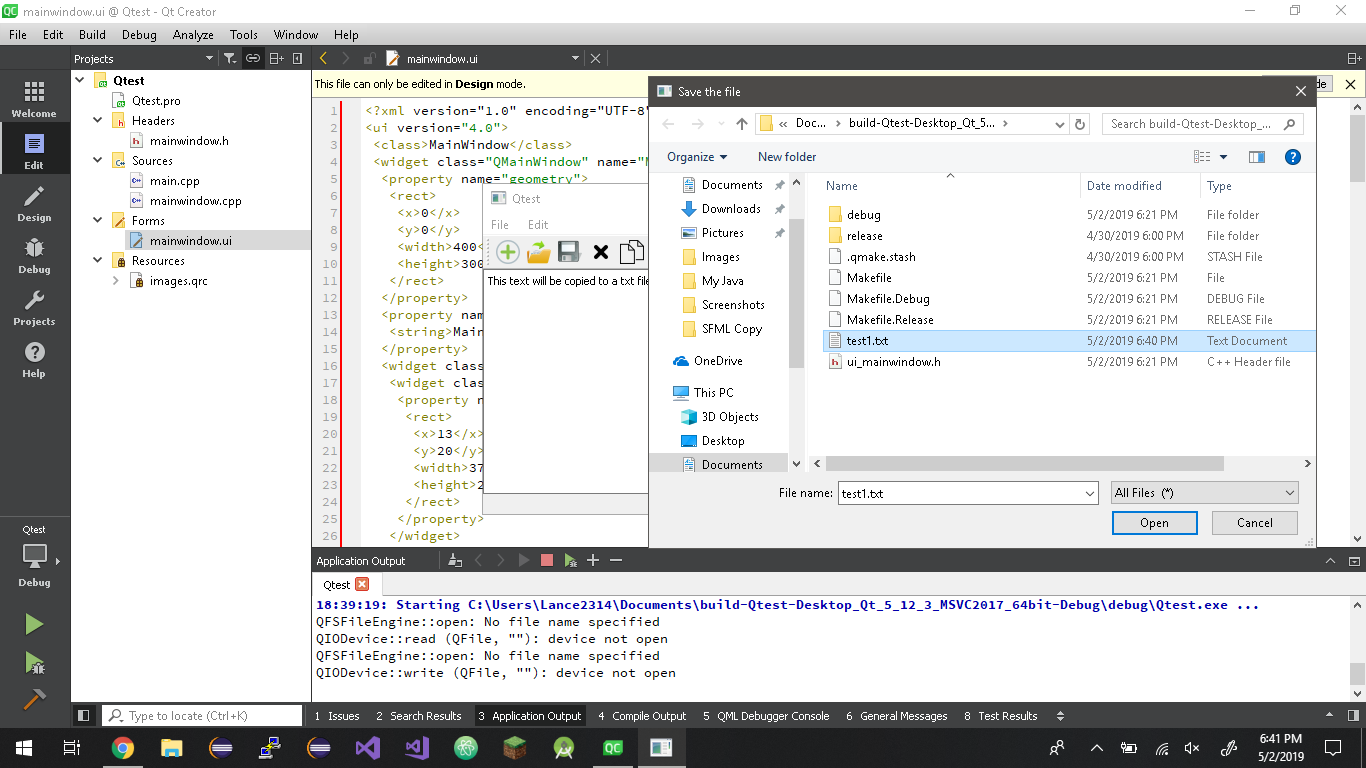 mainwindow.ui @ Qtest - Qt Creator
File Edit Build Debug Analyze Tools Window Help
Projects
mainwindow.ui
Welcome
Edit
Design
Debug
Projects
Help
Qtest
Debug
Qtest
Qtest.pro
Headers
mainwindow.h
Sources
main.cpp
mainwindow.cpp
Forms
mainwindow.ui
Resources
images.qrc
This file can only be edited in Design mode.
de
1 <?xml version="1.0" encoding="UTF-8"
2 <ui version="4.0">
3 <class>MainWindow</class>
4 <widget class="QMainWindow" name="M
5 <property name="geometry">
6 <rect>
7 <x>0</x>
8 <y>0</y>
9 <width>400<
10 <height>300
11 </rect>
12 </property>
13 <property nam
14 <string>Main
15 </property>
16 <widget class
17 <widget clas
18 <property n
19 <rect>
20 <x>13</x>
21 <y>20</y>
22 <width>37
23 <height>2
24 </rect>
25 </property>
26 </widget>
Qtest
File Edit
This text will be copied to a txt file
Save the file
« Doc... › build-Qtest-Desktop_Qt_5... ›
Search build-Qtest-Desktop_...
Organize New folder
Documents
Downloads
Pictures
Images
My Java
Screenshots
SFML Copy
OneDrive
This PC
3D Objects
Desktop
Documents
Name Date modified Type
debug 5/2/2019 6:21 PM File folder
release 4/30/2019 6:00 PM File folder
.qmake.stash 4/30/2019 6:00 PM STASH File
Makefile 5/2/2019 6:21 PM File
Makefile.Debug 5/2/2019 6:21 PM DEBUG File
Makefile.Release 5/2/2019 6:21 PM RELEASE File
test1.txt 5/2/2019 6:40 PM Text Document
ui_mainwindow.h 5/2/2019 6:21 PM C++ Header file
File name: test1.txt
All Files (*)
Open Cancel
Application Output
Qtest
18:39:19: Starting C:\Users\Lance2314\Documents\build-Qtest-Desktop_Qt_5_12_3_MSVC2017_64bit-Debug\debug\Qtest.exe ...
QFSFileEngine::open: No file name specified
QIODevice::read (QFile, ""): device not open
QFSFileEngine::open: No file name specified
QIODevice::write (QFile, ""): device not open
Type to locate (Ctrl+K)
1 Issues 2 Search Results 3 Application Output 4 Compile Output 5 QML Debugger Console 6 General Messages 8 Test Results
6:41 PM
5/2/2019